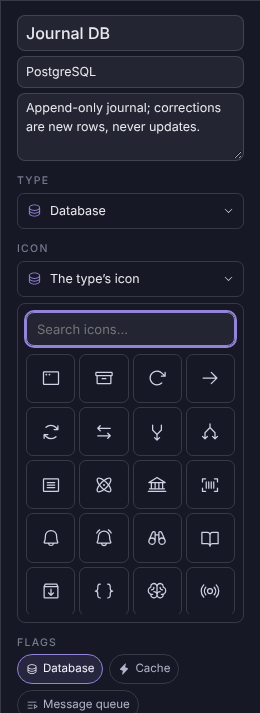 Journal DB
PostgreSQL
Append-only journal; corrections
are new rows, never updates.
TYPE
Database
ICON
The type’s icon
Search icons...
FLAGS
Database
Cache
Message queue